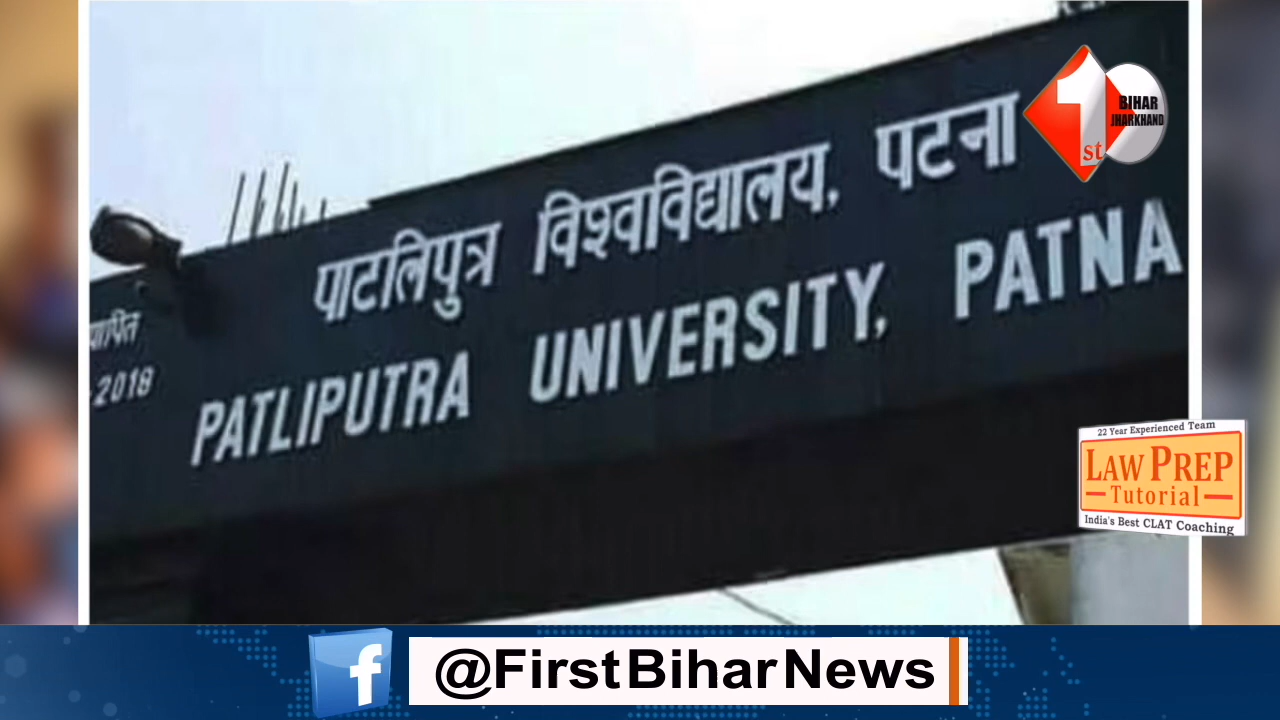 पाटलिपुत्र विश्वविद्यालय, पटना
PATLIPUTRA UNIVERSITY, PATNA
2018
1st
BIHAR
JHARKHAND
22 Year Experienced Team
LAW PREP
Tutorial
India's Best CLAT Coaching
@FirstBiharNews